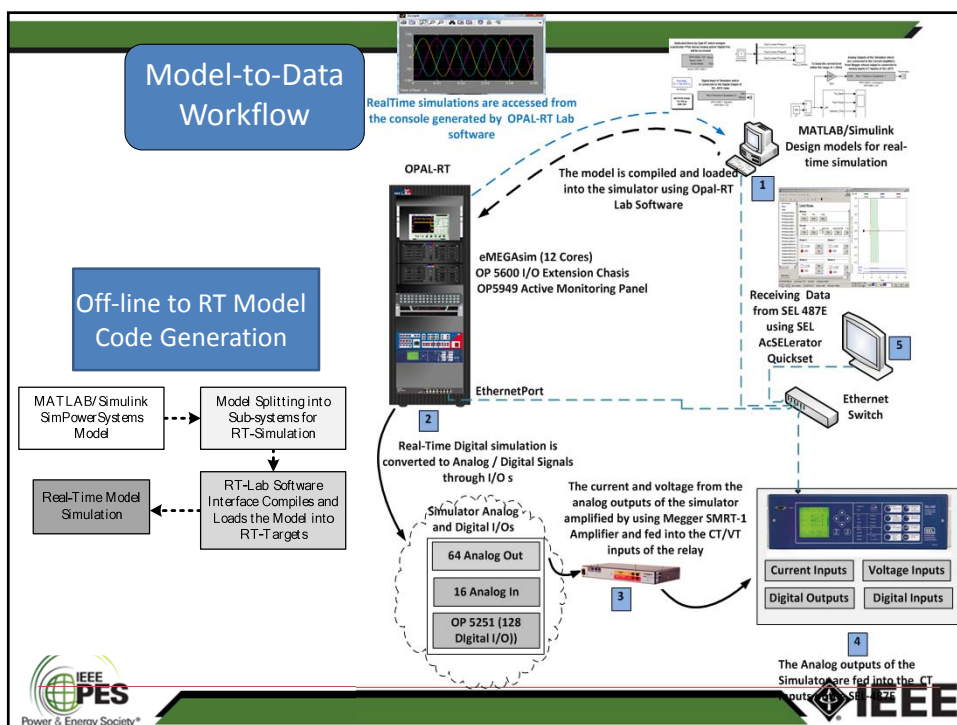 Model-to-Data
Workflow
RealTime simulations are accessed from
the console generated by OPAL-RT Lab
software
MATLAB/Simulink
Design models for real-
time simulation
1
The model is compiled and loaded
into the simulator using Opal-RT
Lab Software
OPAL-RT
eMEGAsim (12 Cores)
OP 5600 I/O Extension Chasis
OP5949 Active Monitoring Panel
Receiving Data
from SEL 487E
using SEL
AcSELerator
Quickset
5
Off-line to RT Model
Code Generation
EthernetPort
Ethernet
Switch
2
MATLAB/Simulink
SimPowerSystems
Model
Model Splitting into
Sub-systems for
RT-Simulation
RT-Lab Software
Interface Compiles and
Loads the Model into
RT-Targets
Real-Time Model
Simulation
Real-Time Digital simulation is
converted to Analog / Digital Signals
through I/O s
The current and voltage from the
analog outputs of the simulator
amplified by using Megger SMRT-1
Amplifier and fed into the CT/VT
inputs of the relay
Simulator Analog
and Digital I/Os
64 Analog Out
16 Analog In
OP 5251 (128
DIgital I/O))
3
SEL
Current Inputs
Voltage Inputs
Digital Outputs
Digital Inputs
4
The Analog outputs of the
Simulator are fed into the CT
SEL-487E
IEEE
PES
Power & Energy Society®
IEEE